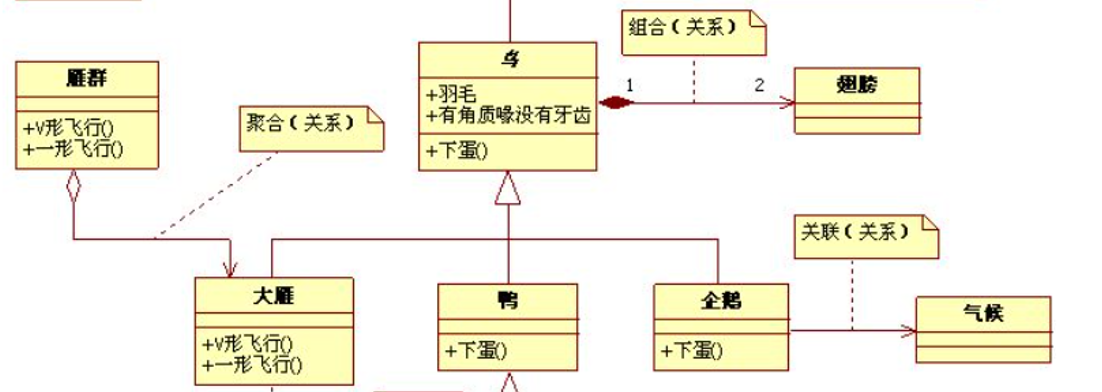 组合（关系）
鸟
+羽毛
+有角质喙没有牙齿
+下蛋()
1
2
翅膀
雁群
+V形飞行()
+一形飞行()
聚合（关系）
关联（关系）
大雁
+V形飞行()
+一形飞行()
鸭
+下蛋()
企鹅
+下蛋()
气候